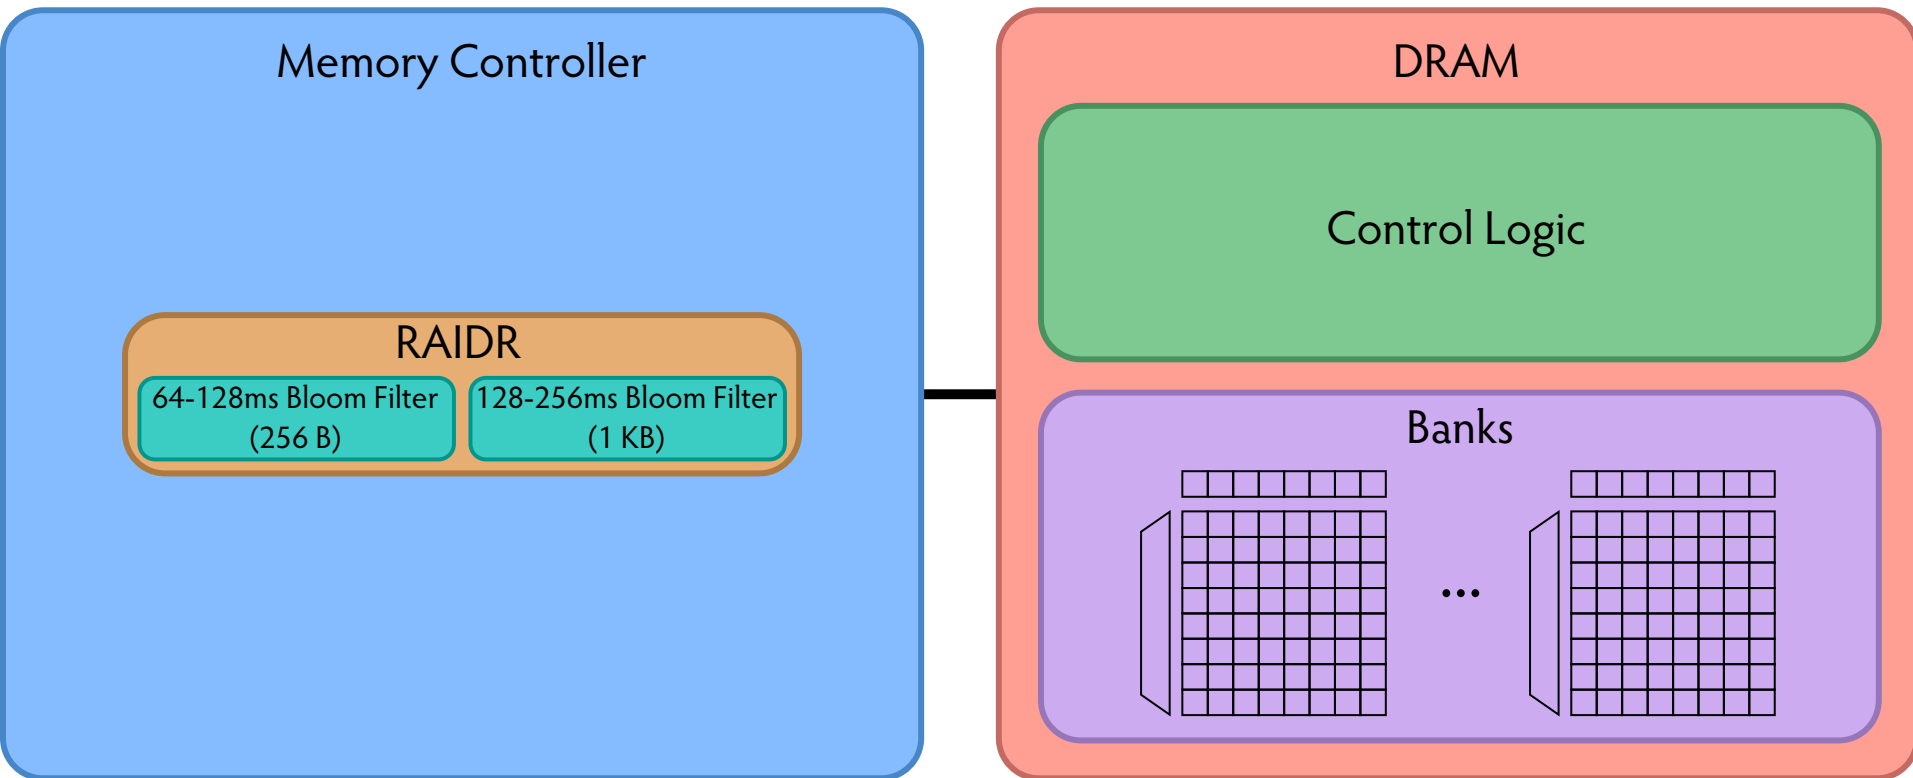 Memory Controller
RAIDR
64-128ms Bloom Filter
(256 B)
128-256ms Bloom Filter
(1 KB)
DRAM
Control Logic
Banks
...